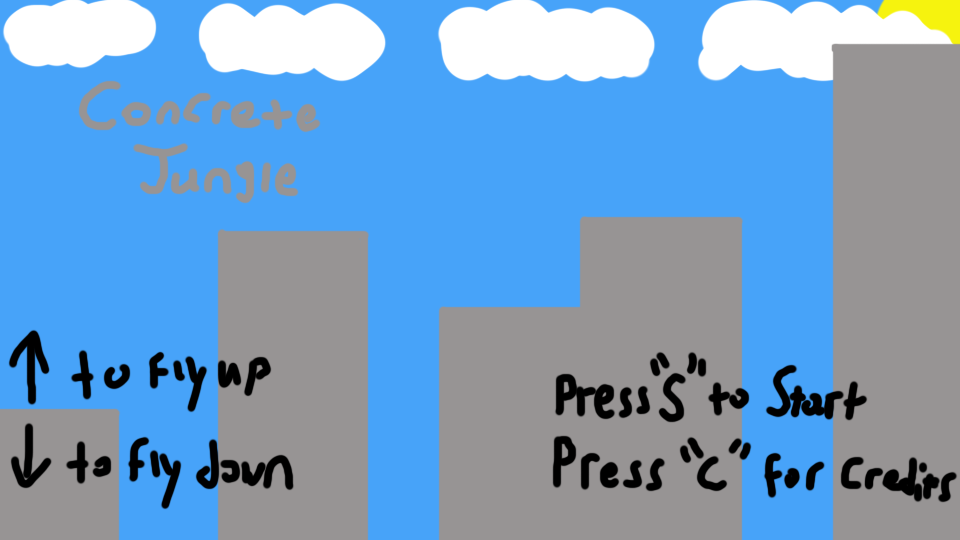 Concrete
Jungle
↑ to fly up
↓ to fly down
Press "S" to Start
Press "C" for Credits